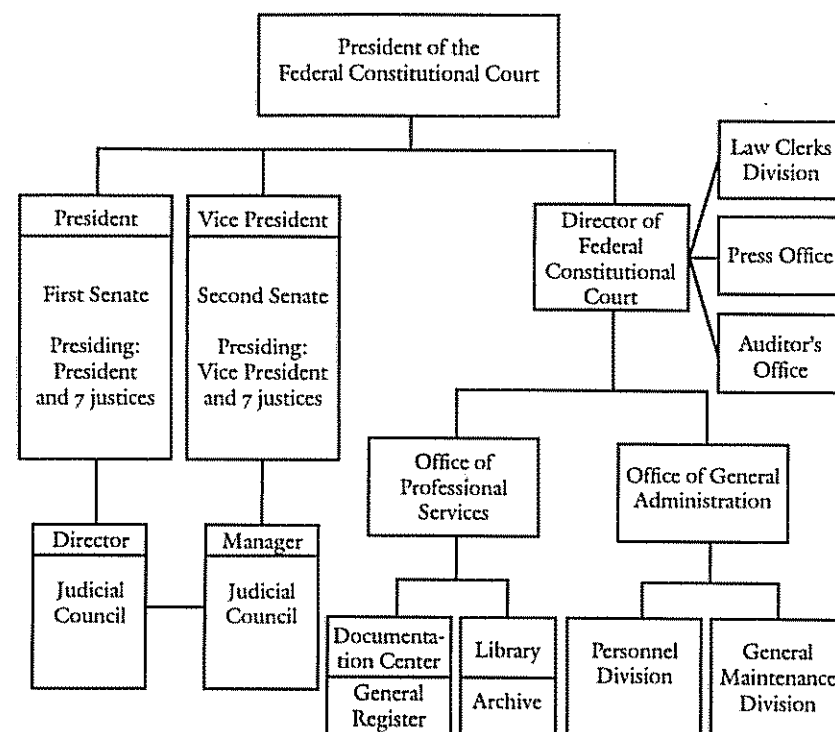 President of the
Federal Constitutional Court
President
First Senate
Presiding:
President
and 7 justices
Vice President
Second Senate
Presiding:
Vice President
and 7 justices
Director of
Federal
Constitutional
Court
Law Clerks
Division
Press Office
Auditor's
Office
Office of
Professional
Services
Office of General
Administration
Director
Judicial
Council
Manager
Judicial
Council
Documenta-
tion Center
General
Register
Library
Archive
Personnel
Division
General
Maintenance
Division